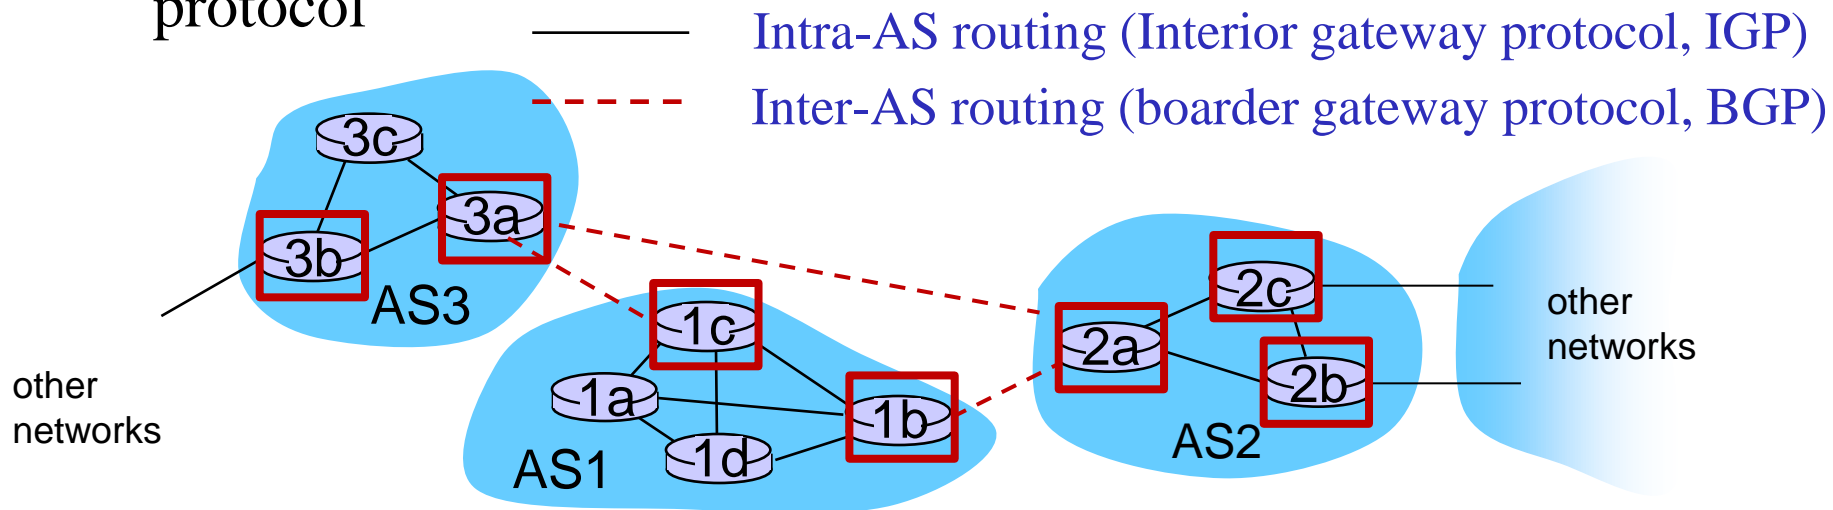 protocol
Intra-AS routing (Interior gateway protocol, IGP)
Inter-AS routing (boarder gateway protocol, BGP)
3c
3a
3b
AS3
1c
1a
1b
1d
AS1
2c
2a
2b
AS2
other
networks
other
networks